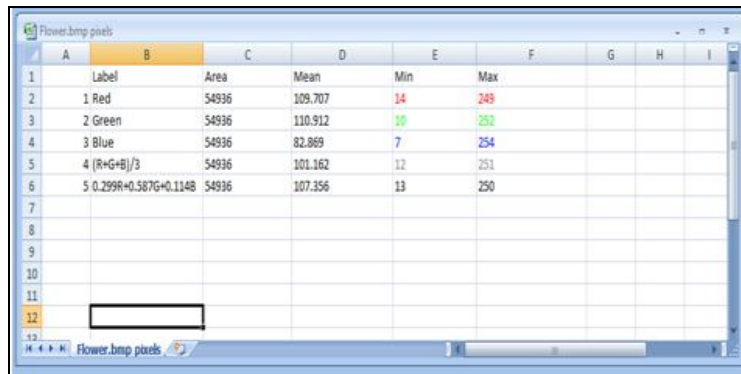 Flower.bmp pixels
A B C D E F G H I
1 Label Area Mean Min Max
2 1 Red 54936 109.707 14 249
3 2 Green 54936 110.912 10 252
4 3 Blue 54936 82.869 7 254
5 4 (R+G+B)/3 54936 101.162 12 251
6 5 0.299R+0.587G+0.114B 54936 107.356 13 250
7
8
9
10
11
12
13
Flower.bmp pixels